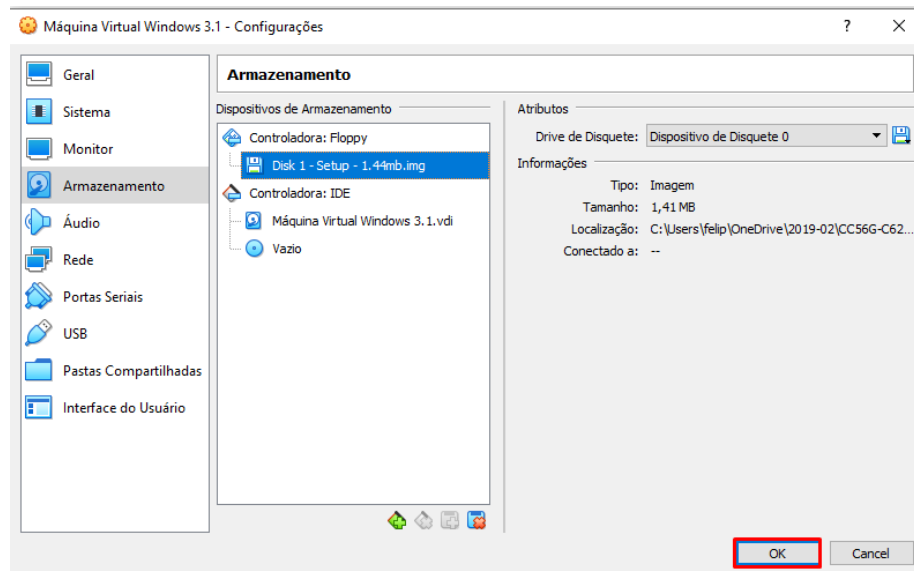 Máquina Virtual Windows 3.1 - Configurações
?
Geral
Sistema
Monitor
Armazenamento
Áudio
Rede
Portas Seriais
USB
Pastas Compartilhadas
Interface do Usuário
Armazenamento
Dispositivos de Armazenamento
Controladora: Floppy
Disk 1 - Setup - 1.44mb.img
Controladora: IDE
Máquina Virtual Windows 3.1.vdi
Vazio
Atributos
Drive de Disquete: Dispositivo de Disquete 0
Informações
Tipo: Imagem
Tamanho: 1,41 MB
Localização: C:\Users\felip\OneDrive\2019-02\CC56G-C62...
Conectado a: --
OK
Cancel